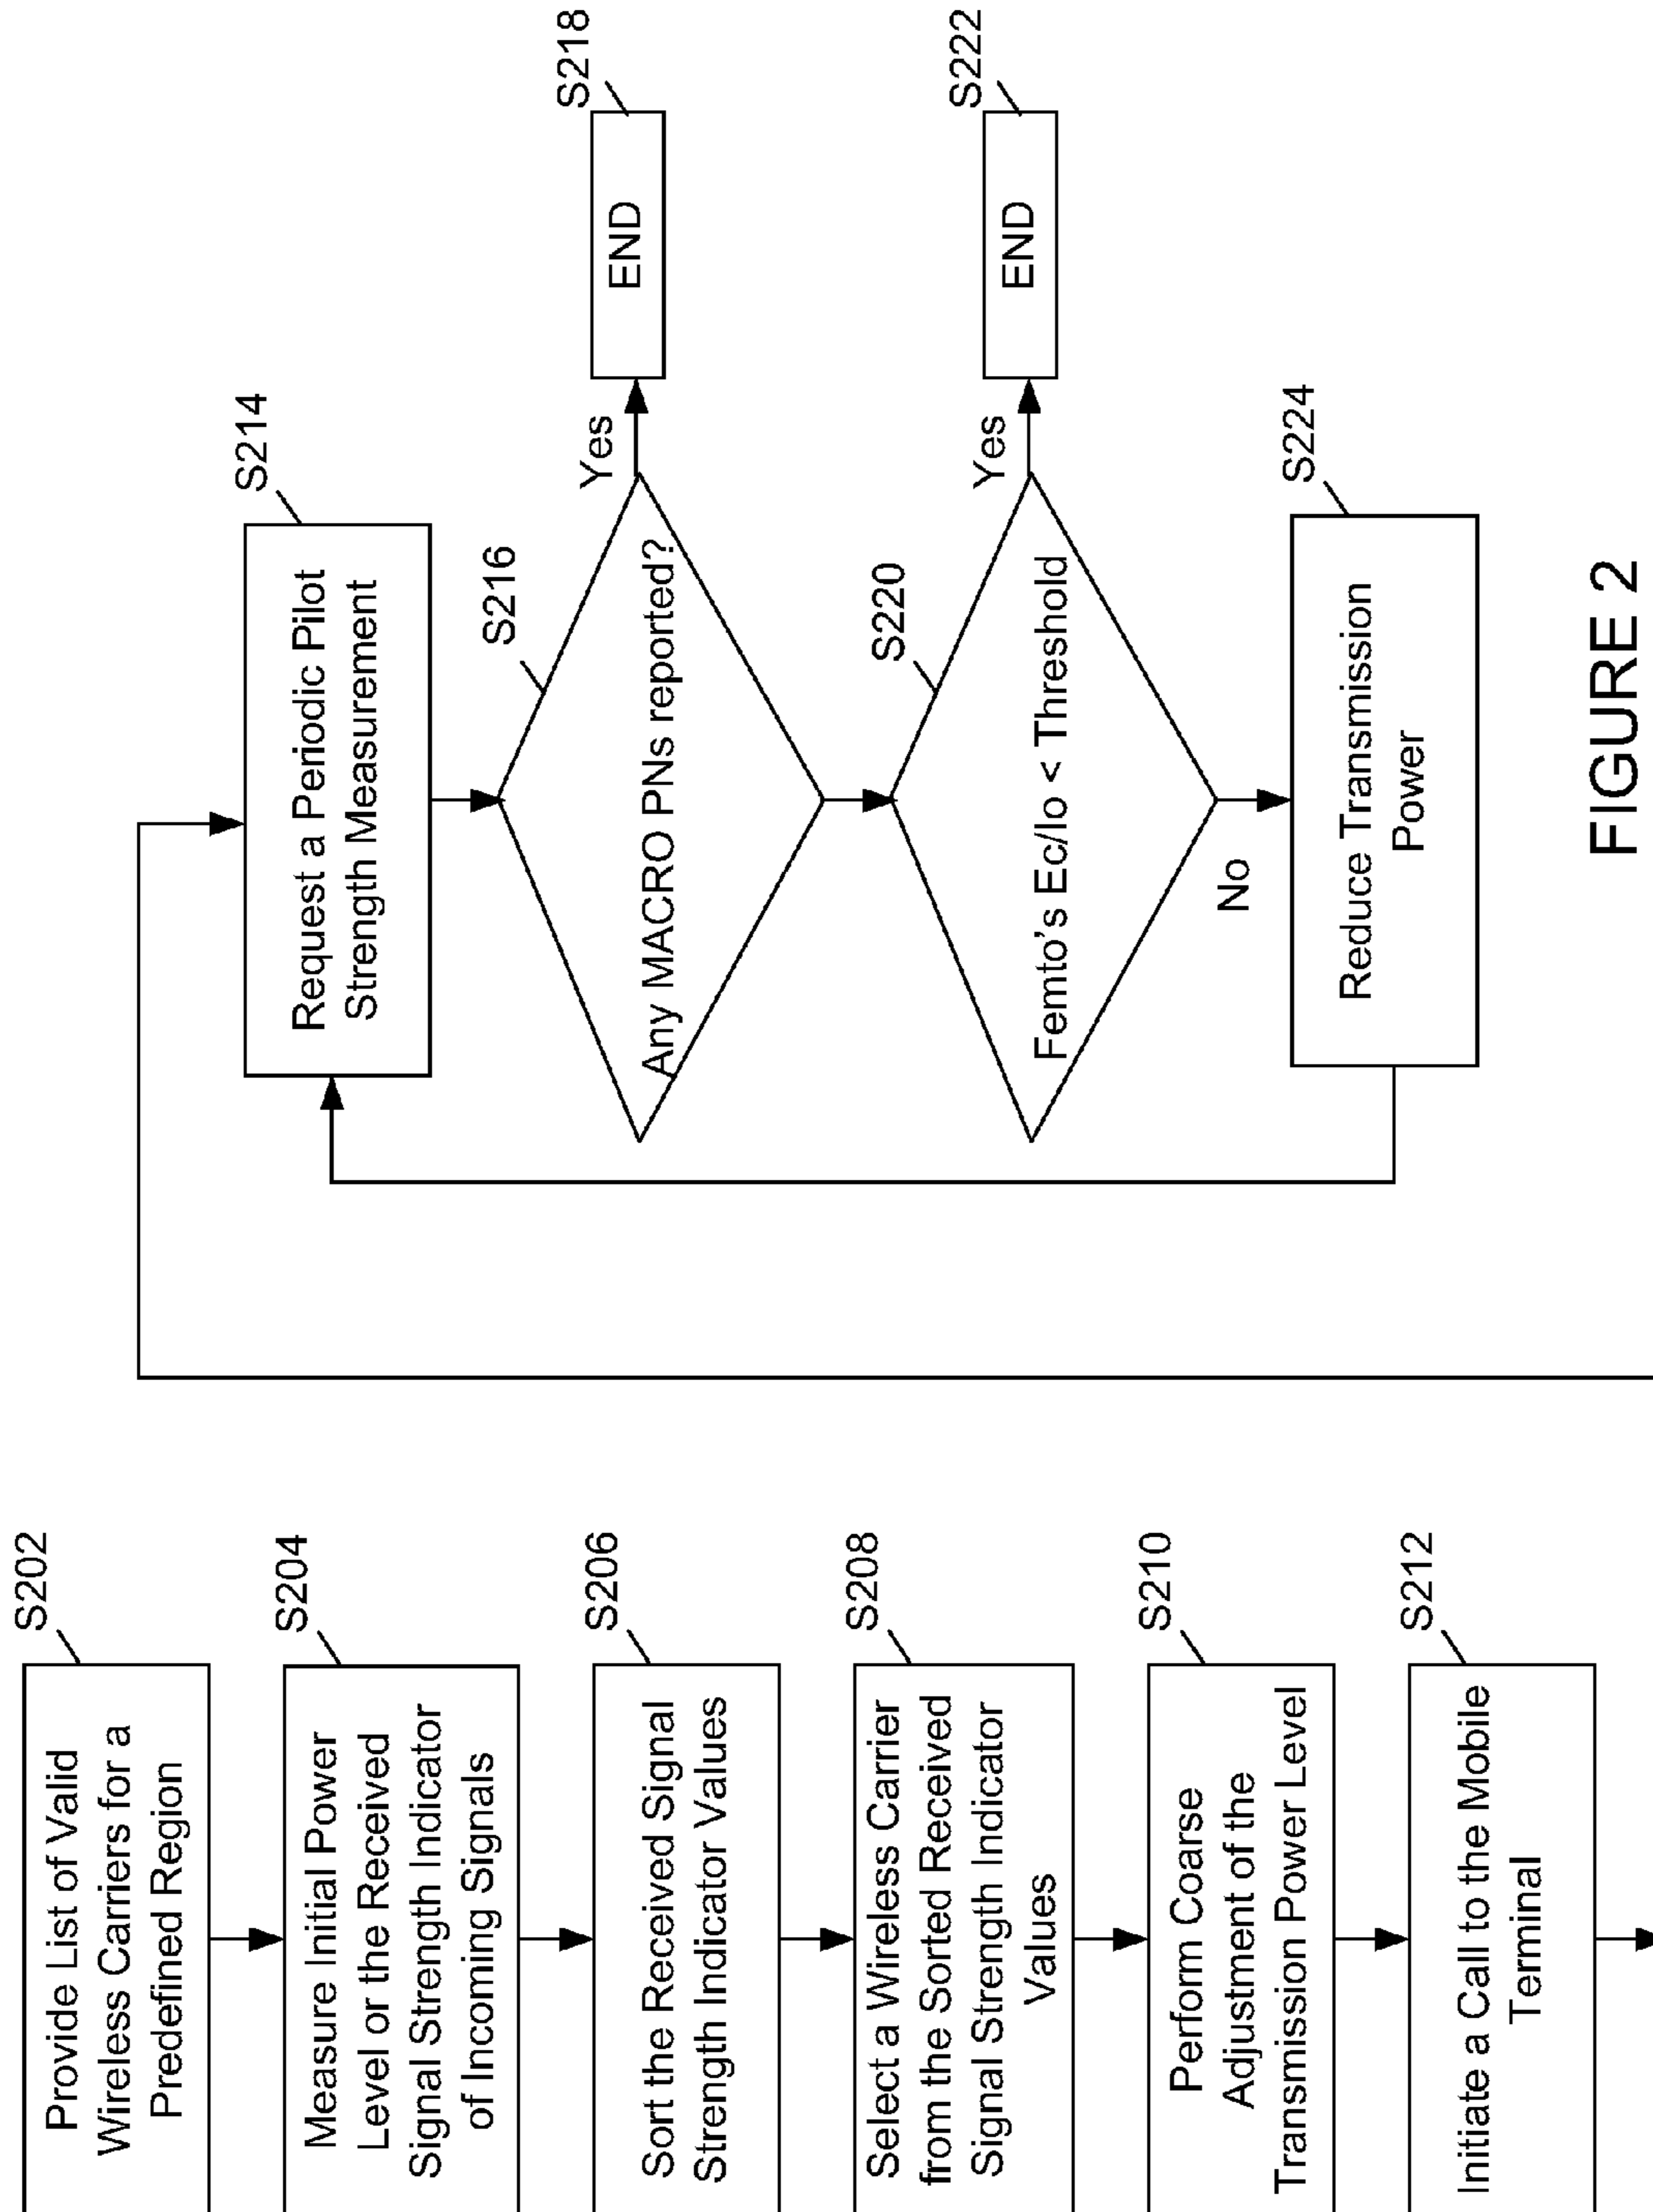 S202
Provide List of Valid
Wireless Carriers for a
Predefined Region
S204
Measure Initial Power
Level or the Received
Signal Strength Indicator
of Incoming Signals
S206
Sort the Received Signal
Strength Indicator Values
S208
Select a Wireless Carrier
from the Sorted Received
Signal Strength Indicator
Values
S210
Perform Coarse
Adjustment of the
Transmission Power Level
S212
Initiate a Call to the Mobile
Terminal
S214
Request a Periodic Pilot
Strength Measurement
S216
Any MACRO PNs reported?
Yes
S218
END
S220
Femto's Ec/Io < Threshold
Yes
S222
END
No
S224
Reduce Transmission
Power
FIGURE 2